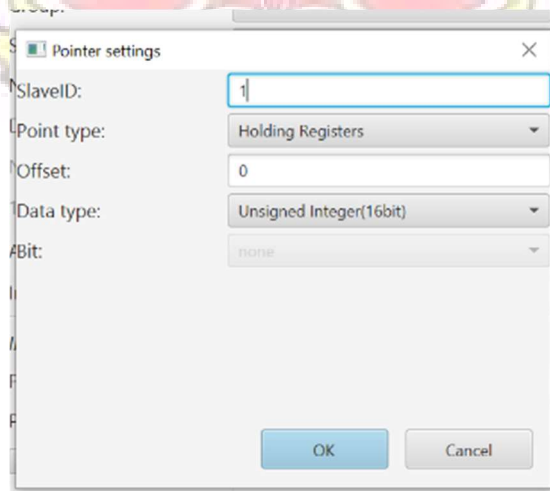 Group:
Pointer settings
SlaveID: 1
Point type: Holding Registers
Offset: 0
Data type: Unsigned Integer(16bit)
Bit: none
OK Cancel